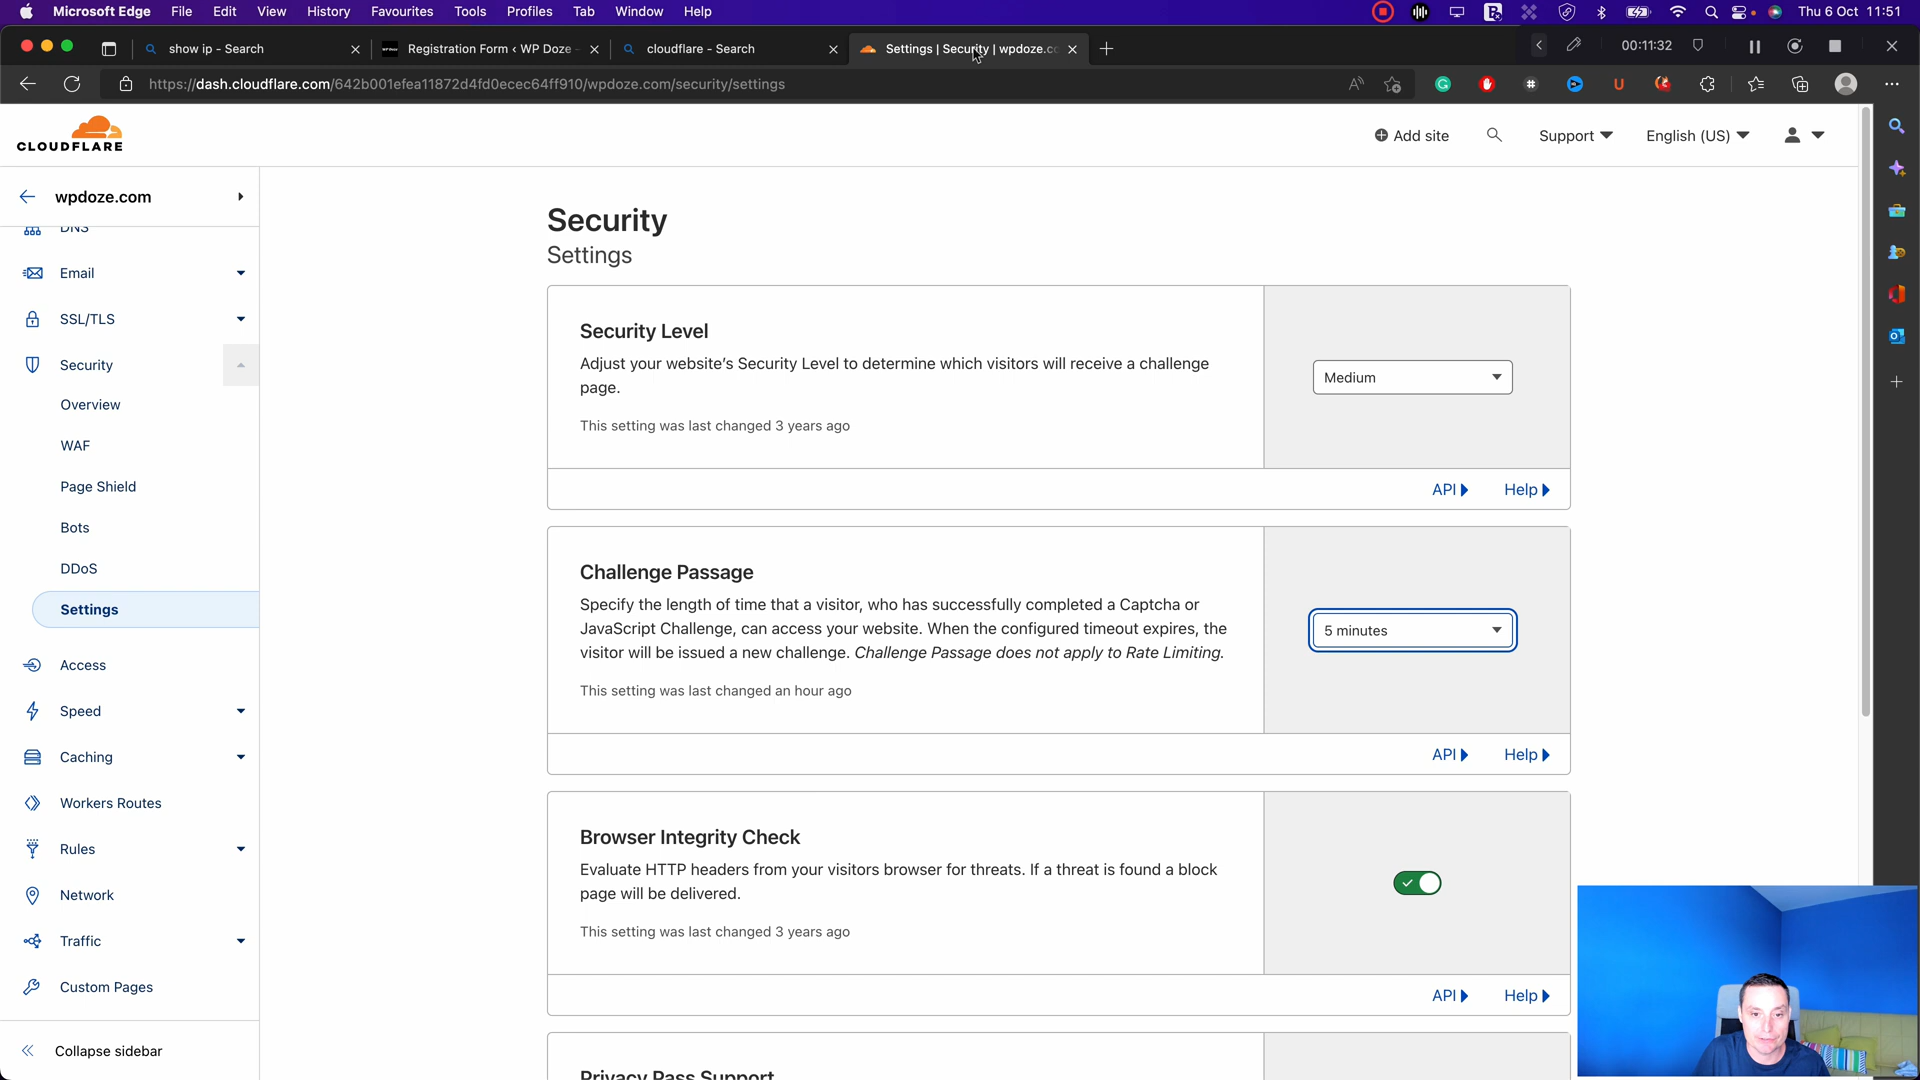 Microsoft Edge File Edit View History Favourites Tools Profiles Tab Window Help Thu 6 Oct 11:51
show ip - Search Registration Form ‹ WP Doze - cloudflare - Search Settings | Security | wpdoze.co 00:11:32
https://dash.cloudflare.com/642b001efea11872d4fd0ecec64ff910/wpdoze.com/security/settings
CLOUDFLARE
Add site Support English (US)
wpdoze.com
DNS
Email
SSL/TLS
Security
Overview
WAF
Page Shield
Bots
DDoS
Settings
Access
Speed
Caching
Workers Routes
Rules
Network
Traffic
Custom Pages
Collapse sidebar
Security
Settings
Security Level
Adjust your website's Security Level to determine which visitors will receive a challenge
page.
This setting was last changed 3 years ago
Medium
API Help
Challenge Passage
Specify the length of time that a visitor, who has successfully completed a Captcha or
JavaScript Challenge, can access your website. When the configured timeout expires, the
visitor will be issued a new challenge. Challenge Passage does not apply to Rate Limiting.
This setting was last changed an hour ago
5 minutes
API Help
Browser Integrity Check
Evaluate HTTP headers from your visitors browser for threats. If a threat is found a block
page will be delivered.
This setting was last changed 3 years ago
API Help
Privacy Pass Support